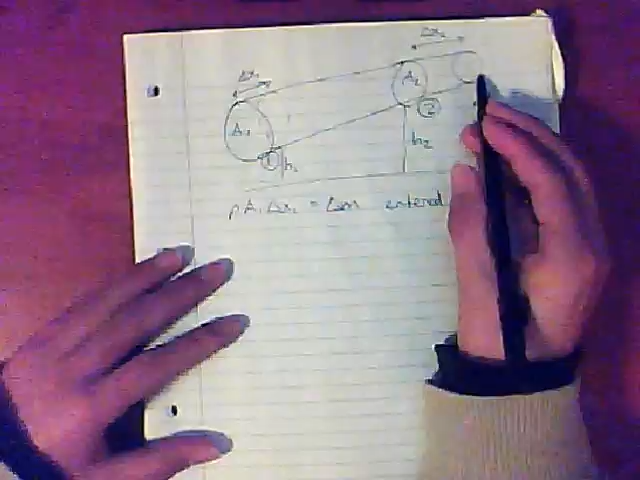 Δx₂
Δx₁
A₂
A₁
②
①
h₁
h₂
ρA₁Δx₁ = Δm entered